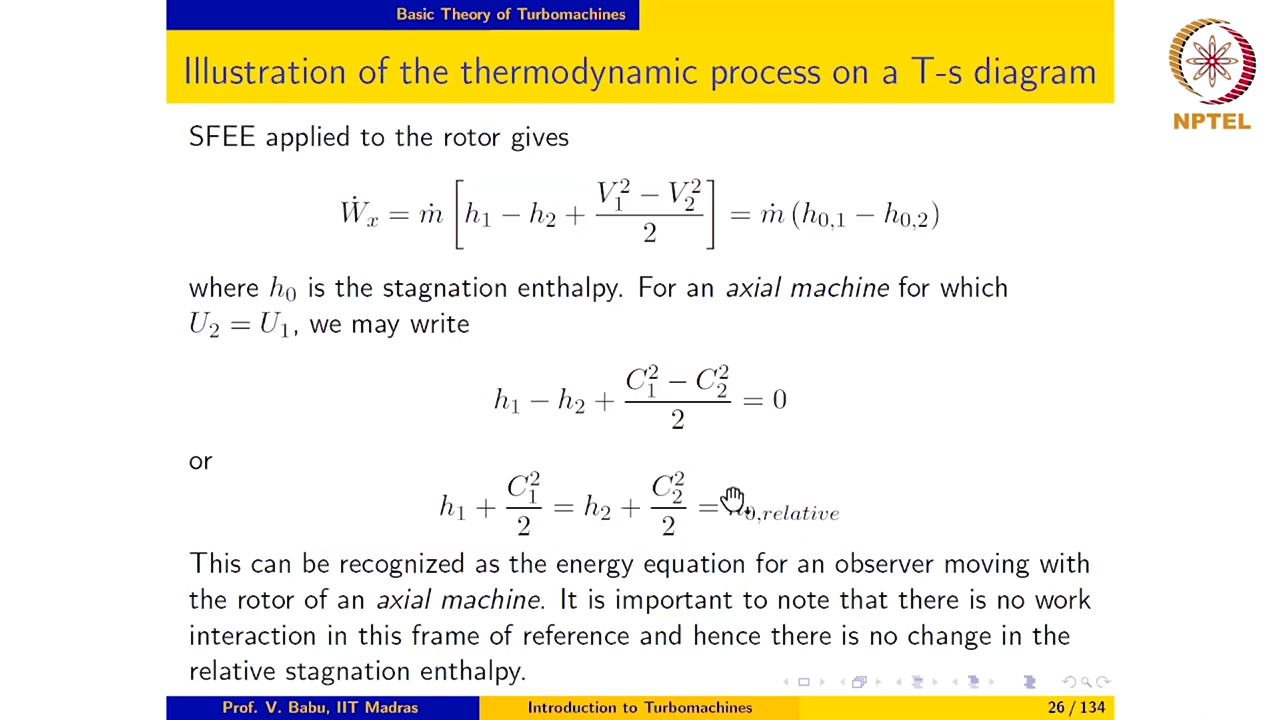 Basic Theory of Turbomachines
Illustration of the thermodynamic process on a T-s diagram
NPTEL
SFEE applied to the rotor gives
Ẇₓ = ṁ [h₁ − h₂ + (V₁² − V₂²)/2] = ṁ (h₀,₁ − h₀,₂)
where h₀ is the stagnation enthalpy. For an axial machine for which
U₂ = U₁, we may write
h₁ − h₂ + (C₁² − C₂²)/2 = 0
or
h₁ + C₁²/2 = h₂ + C₂²/2 = 0,relative
This can be recognized as the energy equation for an observer moving with
the rotor of an axial machine. It is important to note that there is no work
interaction in this frame of reference and hence there is no change in the
relative stagnation enthalpy.
Prof. V. Babu, IIT Madras
Introduction to Turbomachines
26 / 134